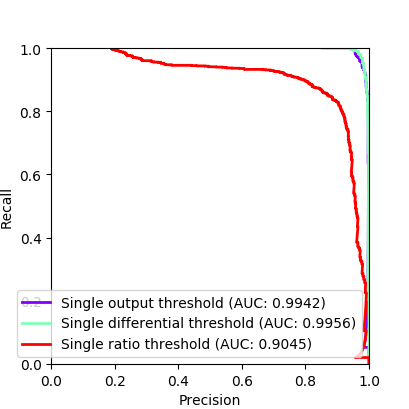 1.0
0.8
0.6
0.4
0.2
0.0
Recall
Single output threshold (AUC: 0.9942)
Single differential threshold (AUC: 0.9956)
Single ratio threshold (AUC: 0.9045)
0.0 0.2 0.4 0.6 0.8 1.0
Precision